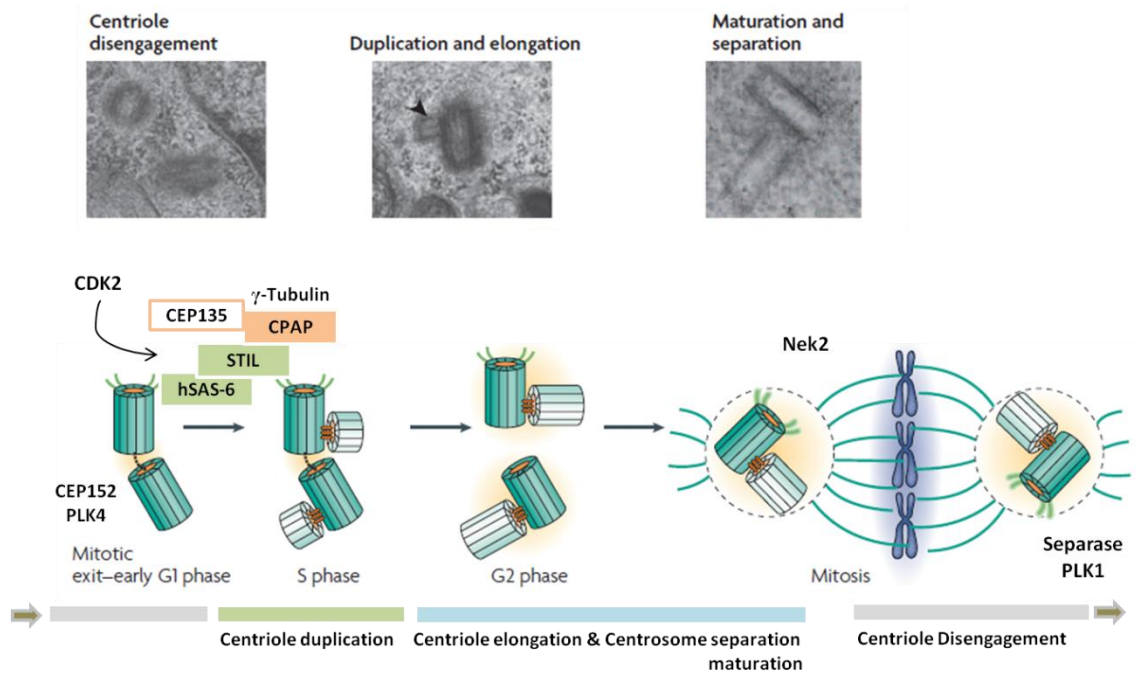 Centriole
disengagement
Duplication and elongation
Maturation and
separation
CDK2
γ-Tubulin
CEP135
CPAP
STIL
hSAS-6
Nek2
CEP152
PLK4
Separase
PLK1
Mitotic
exit–early G1 phase
S phase
G2 phase
Mitosis
Centriole duplication
Centriole elongation & Centrosome separation
maturation
Centriole Disengagement